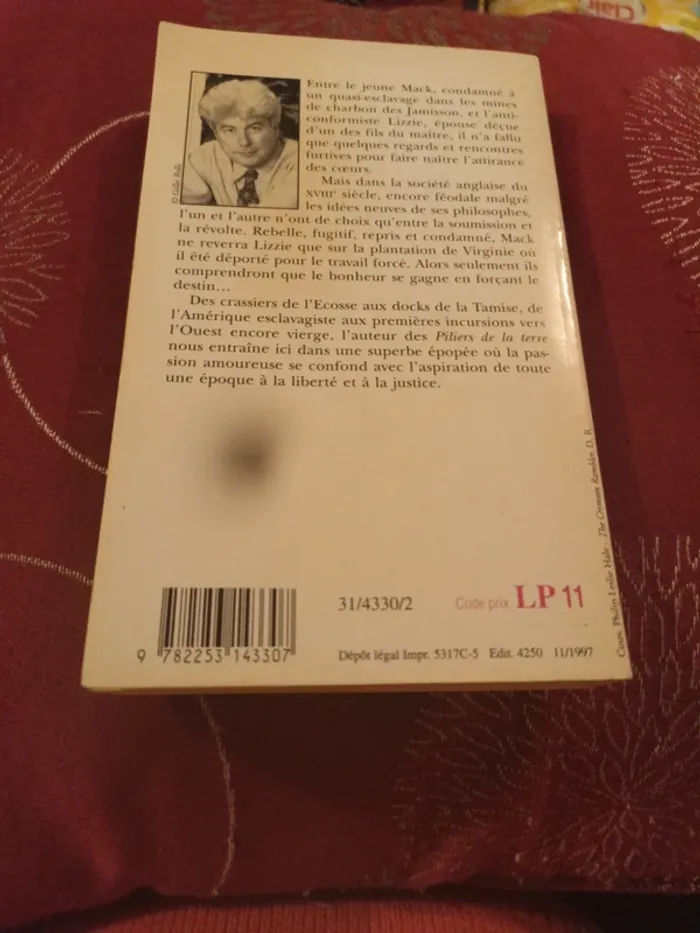 Clair
Entre le jeune Mack, condamné à
un quasi-esclavage dans les mines
de charbon des Jamisson, et l'anti-
conformiste Lizzie, épouse déçue
d'un des fils du maître, il n'a fallu
que quelques regards et rencontres
furtives pour faire naître l'attirance
des cœurs.
Mais dans la société anglaise du
XVIIIe siècle, encore féodale malgré
les idées neuves de ses philosophes,
l'un et l'autre n'ont de choix qu'entre la soumission et
la révolte. Rebelle, fugitif, repris et condamné, Mack
ne reverra Lizzie que sur la plantation de Virginie où
il été déporté pour le travail forcé. Alors seulement ils
comprendront que le bonheur se gagne en forçant le
destin...
Des crassiers de l'Ecosse aux docks de la Tamise, de
l'Amérique esclavagiste aux premières incursions vers
l'Ouest encore vierge, l'auteur des Piliers de la terre
nous entraîne ici dans une superbe épopée où la pas-
sion amoureuse se confond avec l'aspiration de toute
une époque à la liberté et à la justice.
© Gilles Rolle
31/4330/2
Code prix LP 11
9 782253 143307
Dépôt légal Impr. 5317C-5 Edit. 4250 11/1997
Couv. Philip Leslie Hale : The Crimson Rambler. D. R.